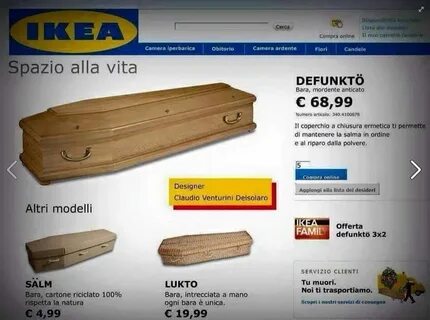 IKEA
Cerca
Compra online
Camera iperbarica
Obitorio
Camera ardente
Fiori
Candele
Spazio alla vita
DEFUNKTÖ
Bara, mordente anticato
€ 68,99
Numero articolo:
Il coperchio a chiusura ermetica ti permette
di mantenere la salma in ordine
e al riparo dalla polvere.
5
Compra online
Aggiungi alla lista dei desideri
Designer
Claudio Venturini Delsolaro
Altri modelli
IKEA
FAMILY
Offerta
defunktö 3x2
SÄLM
Bara, cartone riciclato 100%
rispetta la natura
€ 4,99
LUKTO
Bara, intrecciata a mano
ogni bara è unica.
€ 19,99
SERVIZIO CLIENTI
Tu muori.
Noi ti trasportiamo.
Scopri i nostri servizi di consegna